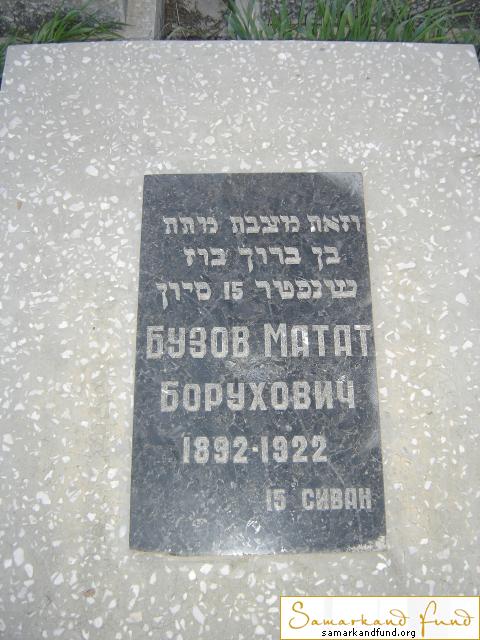 וזאת מצבת מתת
בן ברוך בוז
שנפטר 15 סיון
БУЗОВ МАТАТ
БОРУХОВИЧ
1892-1922
15 СИВАН
Samarkand Fund
samarkandfund.org